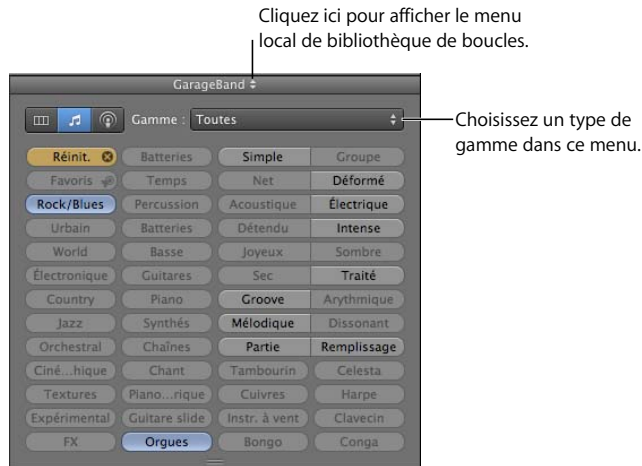 Cliquez ici pour afficher le menu
local de bibliothèque de boucles.
GarageBand
Gamme : Toutes
Choisissez un type de
gamme dans ce menu.
Réinit. Batteries Simple Groupe
Favoris Temps Net Déformé
Rock/Blues Percussion Acoustique Électrique
Urbain Batteries Détendu Intense
World Basse Joyeux Sombre
Électronique Guitares Sec Traité
Country Piano Groove Arythmique
Jazz Synthés Mélodique Dissonant
Orchestral Chaînes Partie Remplissage
Ciné...hique Chant Tambourin Celesta
Textures Piano...rique Cuivres Harpe
Expérimental Guitare slide Instr. à vent Clavecin
FX Orgues Bongo Conga